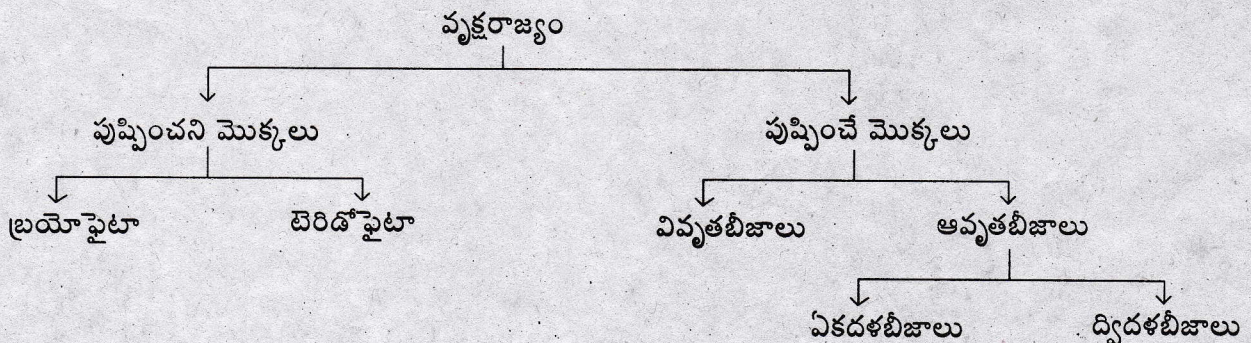 వృక్షరాజ్యం
పుష్పించని మొక్కలు పుష్పించే మొక్కలు
బ్రయోఫైటా టెరిడోఫైటా వివృతబీజాలు ఆవృతబీజాలు
ఏకదళబీజాలు ద్విదళబీజాలు